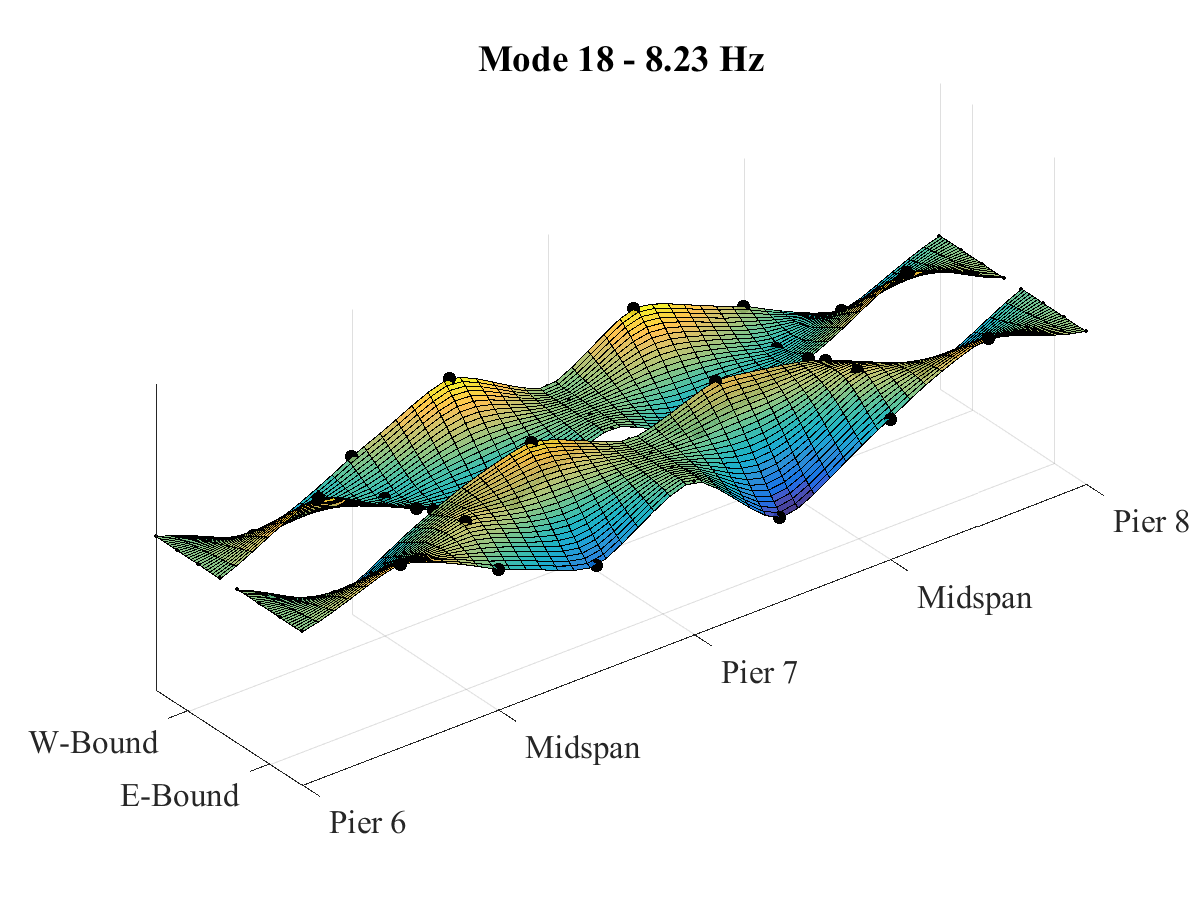 Mode 18 - 8.23 Hz
Pier 8
Midspan
Pier 7
W-Bound
Midspan
E-Bound
Pier 6